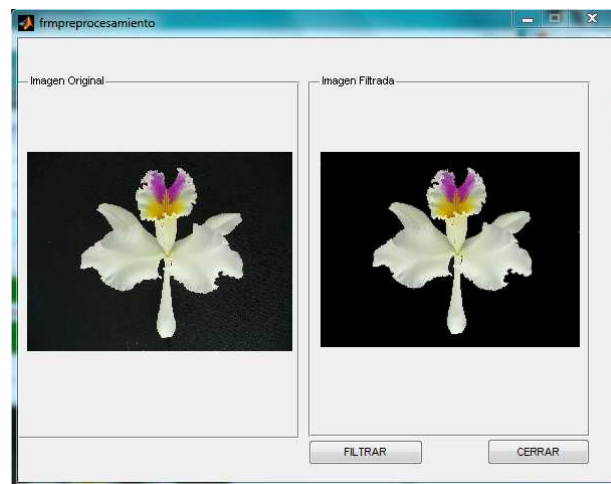 frmpreprocesamiento
Imagen Original
Imagen Filtrada
FILTRAR
CERRAR